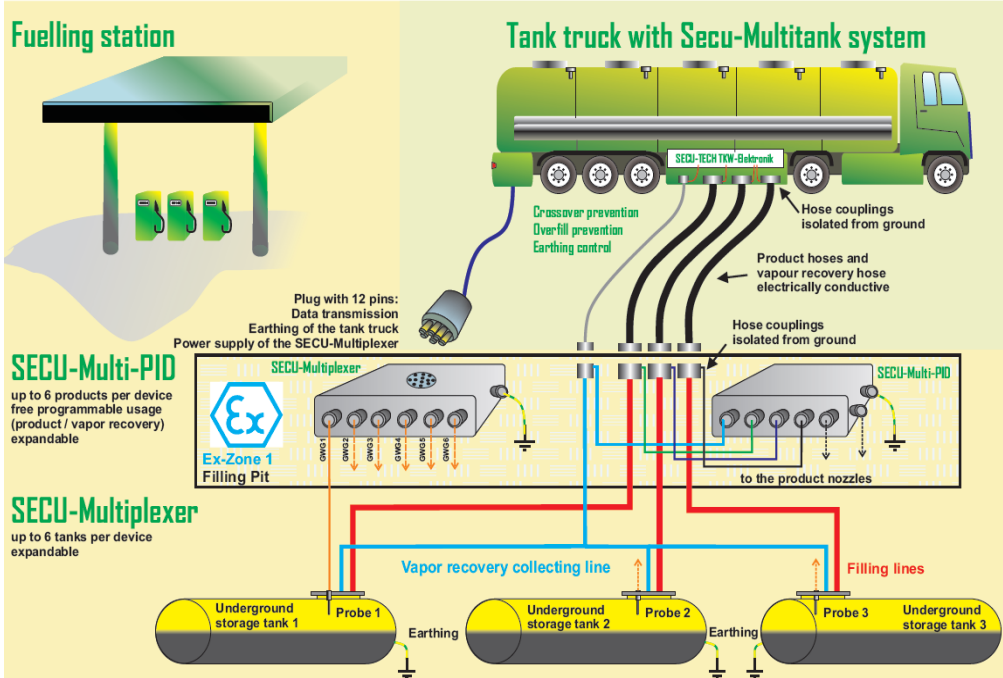 Fuelling station
Tank truck with Secu-Multitank system
SECU-TECH TKW-Elektronik
Crossover prevention
Overfill prevention
Earthing control
Hose couplings
isolated from ground
Product hoses and
vapour recovery hose
electrically conductive
Plug with 12 pins:
Data transmission
Earthing of the tank truck
Power supply of the SECU-Multiplexer
Hose couplings
isolated from ground
SECU-Multi-PID
up to 6 products per device
free programmable usage
(product / vapor recovery)
expandable
SECU-Multiplexer
SECU-Multi-PID
Ex
Ex-Zone 1
Filling Pit
GWG1
GWG2
GWG3
GWG4
GWG5
GWG6
to the product nozzles
SECU-Multiplexer
up to 6 tanks per device
expandable
Vapor recovery collecting line
Filling lines
Underground
storage tank 1
Probe 1
Earthing
Underground
storage tank 2
Probe 2
Earthing
Probe 3
Underground
storage tank 3